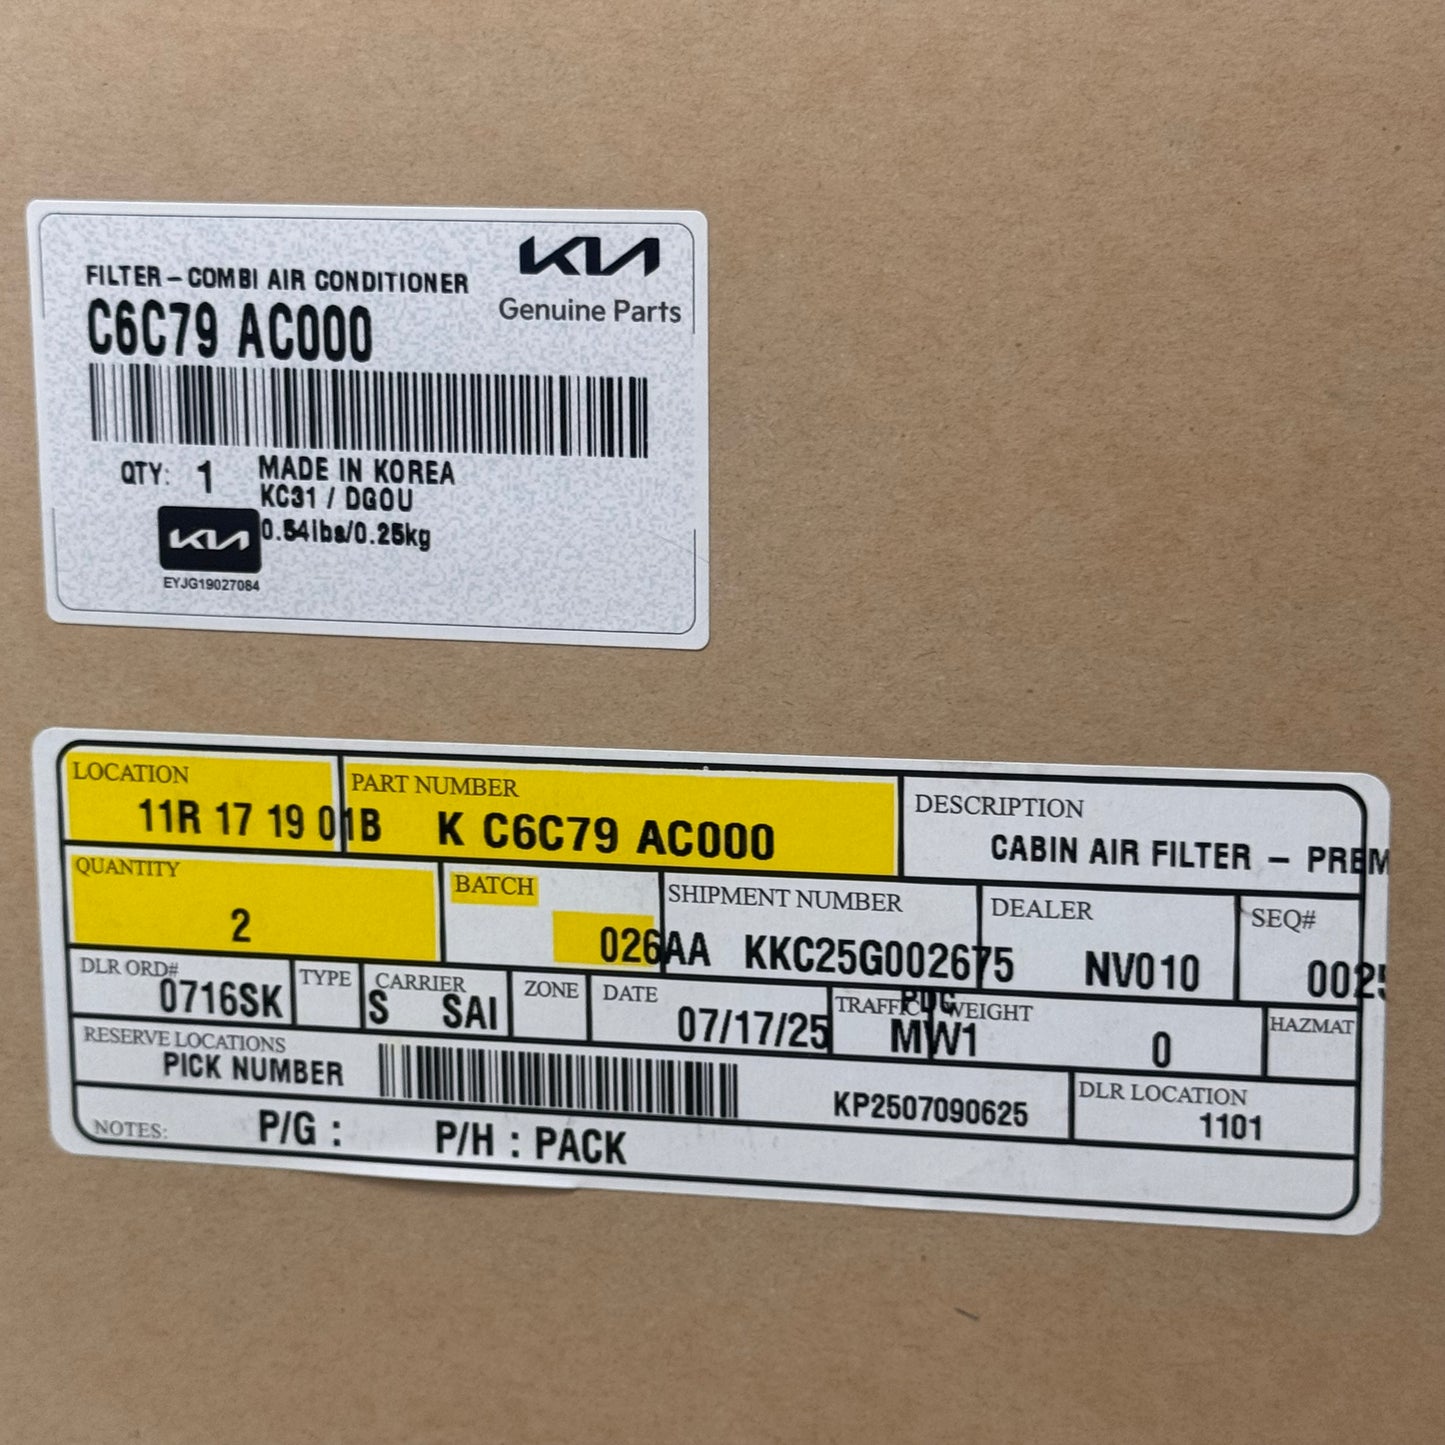 KIA
Genuine Parts
FILTER-COMBI AIR CONDITIONER
C6C79 AC000
QTY: 1
MADE IN KOREA
KC31 / DGOU
0.54lbs/0.25kg
KIA
EYJG19027084
LOCATION
11R 17 19 01B
PART NUMBER
K C6C79 AC000
DESCRIPTION
CABIN AIR FILTER - PREM
QUANTITY
2
BATCH
026AA
SHIPMENT NUMBER
KKC25G002675
DEALER
NV010
SEQ#
0025
DLR ORD#
0716SK
TYPE
S
CARRIER
SAI
ZONE
DATE
07/17/25
TRAFFIC
PDC
MW1
WEIGHT
0
HAZMAT
RESERVE LOCATIONS
PICK NUMBER
KP2507090625
DLR LOCATION
1101
NOTES:
P/G : P/H : PACK